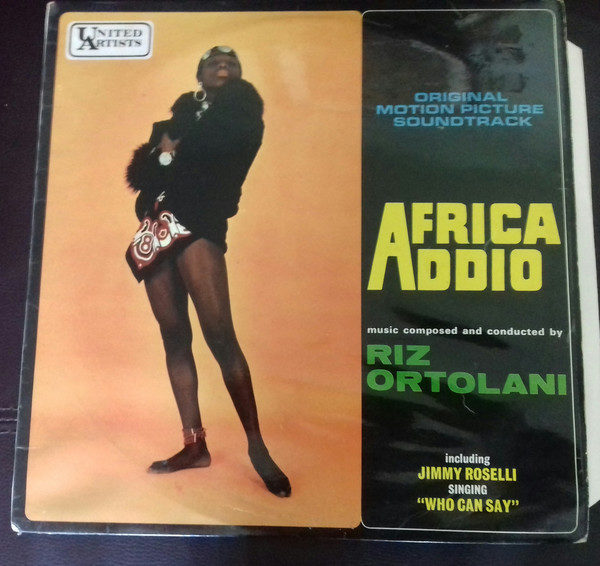 UNITED
ARTISTS
ORIGINAL
MOTION PICTURE
SOUNDTRACK
AFRICA
ADDIO
music composed and conducted by
RIZ
ORTOLANI
including
JIMMY ROSELLI
SINGING
"WHO CAN SAY"